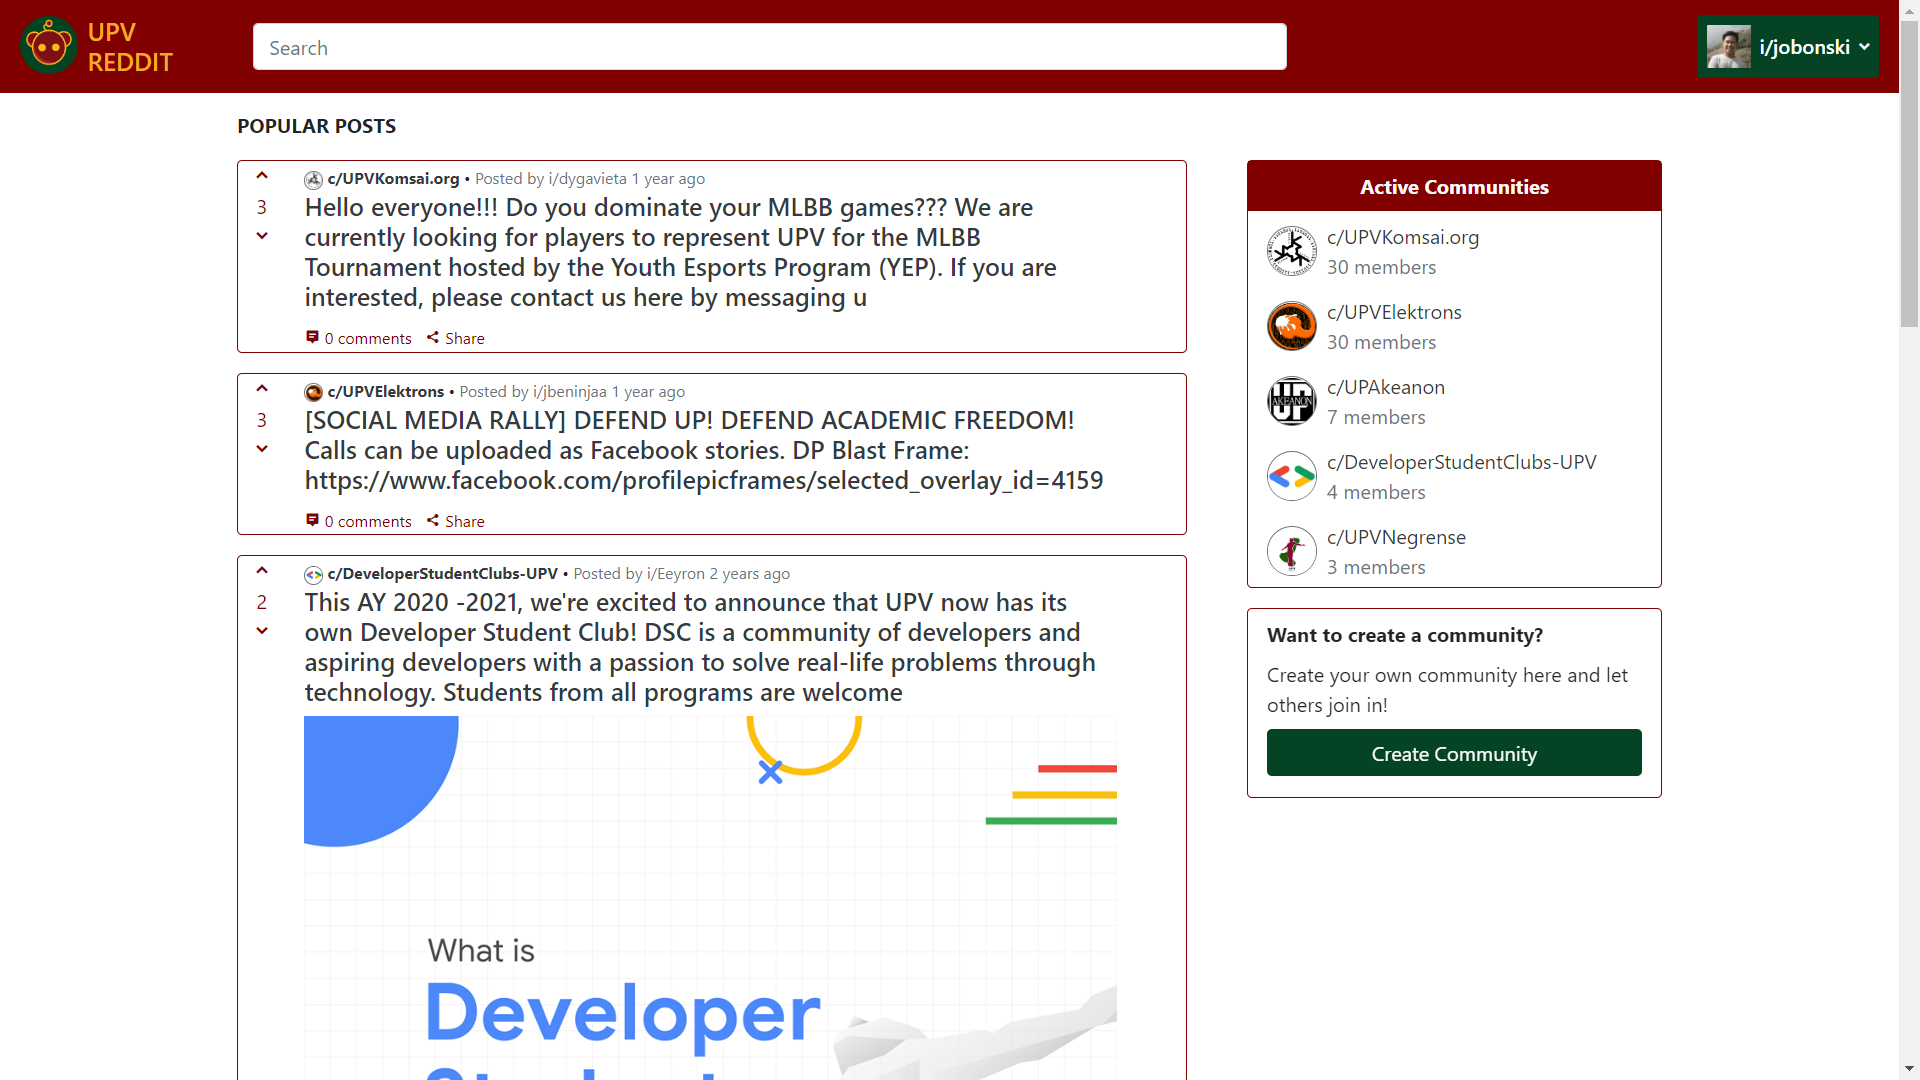 UPV
REDDIT
Search
i/jobonski
POPULAR POSTS
c/UPVKomsai.org • Posted by i/dygavieta 1 year ago
3
Hello everyone!!! Do you dominate your MLBB games??? We are
currently looking for players to represent UPV for the MLBB
Tournament hosted by the Youth Esports Program (YEP). If you are
interested, please contact us here by messaging u
0 comments Share
c/UPVElektrons • Posted by i/jbeninjaa 1 year ago
3
[SOCIAL MEDIA RALLY] DEFEND UP! DEFEND ACADEMIC FREEDOM!
Calls can be uploaded as Facebook stories. DP Blast Frame:
https://www.facebook.com/profilepicframes/selected_overlay_id=4159
0 comments Share
c/DeveloperStudentClubs-UPV • Posted by i/Eeyron 2 years ago
2
This AY 2020 -2021, we're excited to announce that UPV now has its
own Developer Student Club! DSC is a community of developers and
aspiring developers with a passion to solve real-life problems through
technology. Students from all programs are welcome
What is
Developer
Active Communities
c/UPVKomsai.org
30 members
c/UPVElektrons
30 members
UP
AKEANON
c/UPAkeanon
7 members
c/DeveloperStudentClubs-UPV
4 members
c/UPVNegrense
3 members
Want to create a community?
Create your own community here and let
others join in!
Create Community